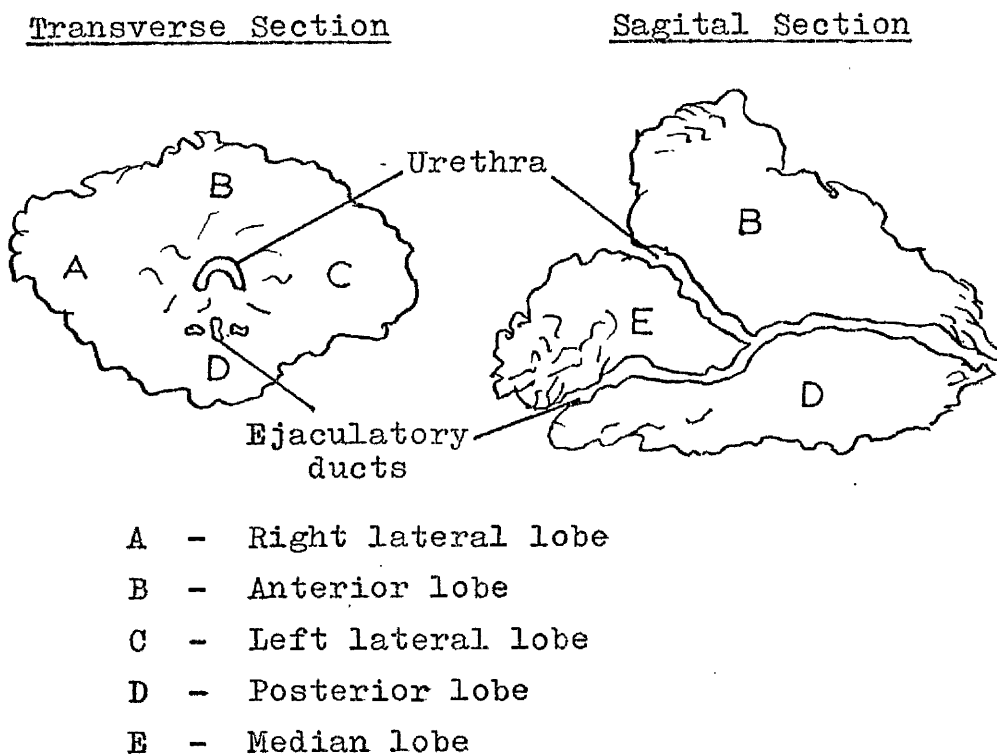 Transverse Section
Sagital Section
B
Urethra
B
A
C
E
D
D
Ejaculatory
ducts
A - Right lateral lobe
B - Anterior lobe
C - Left lateral lobe
D - Posterior lobe
E - Median lobe